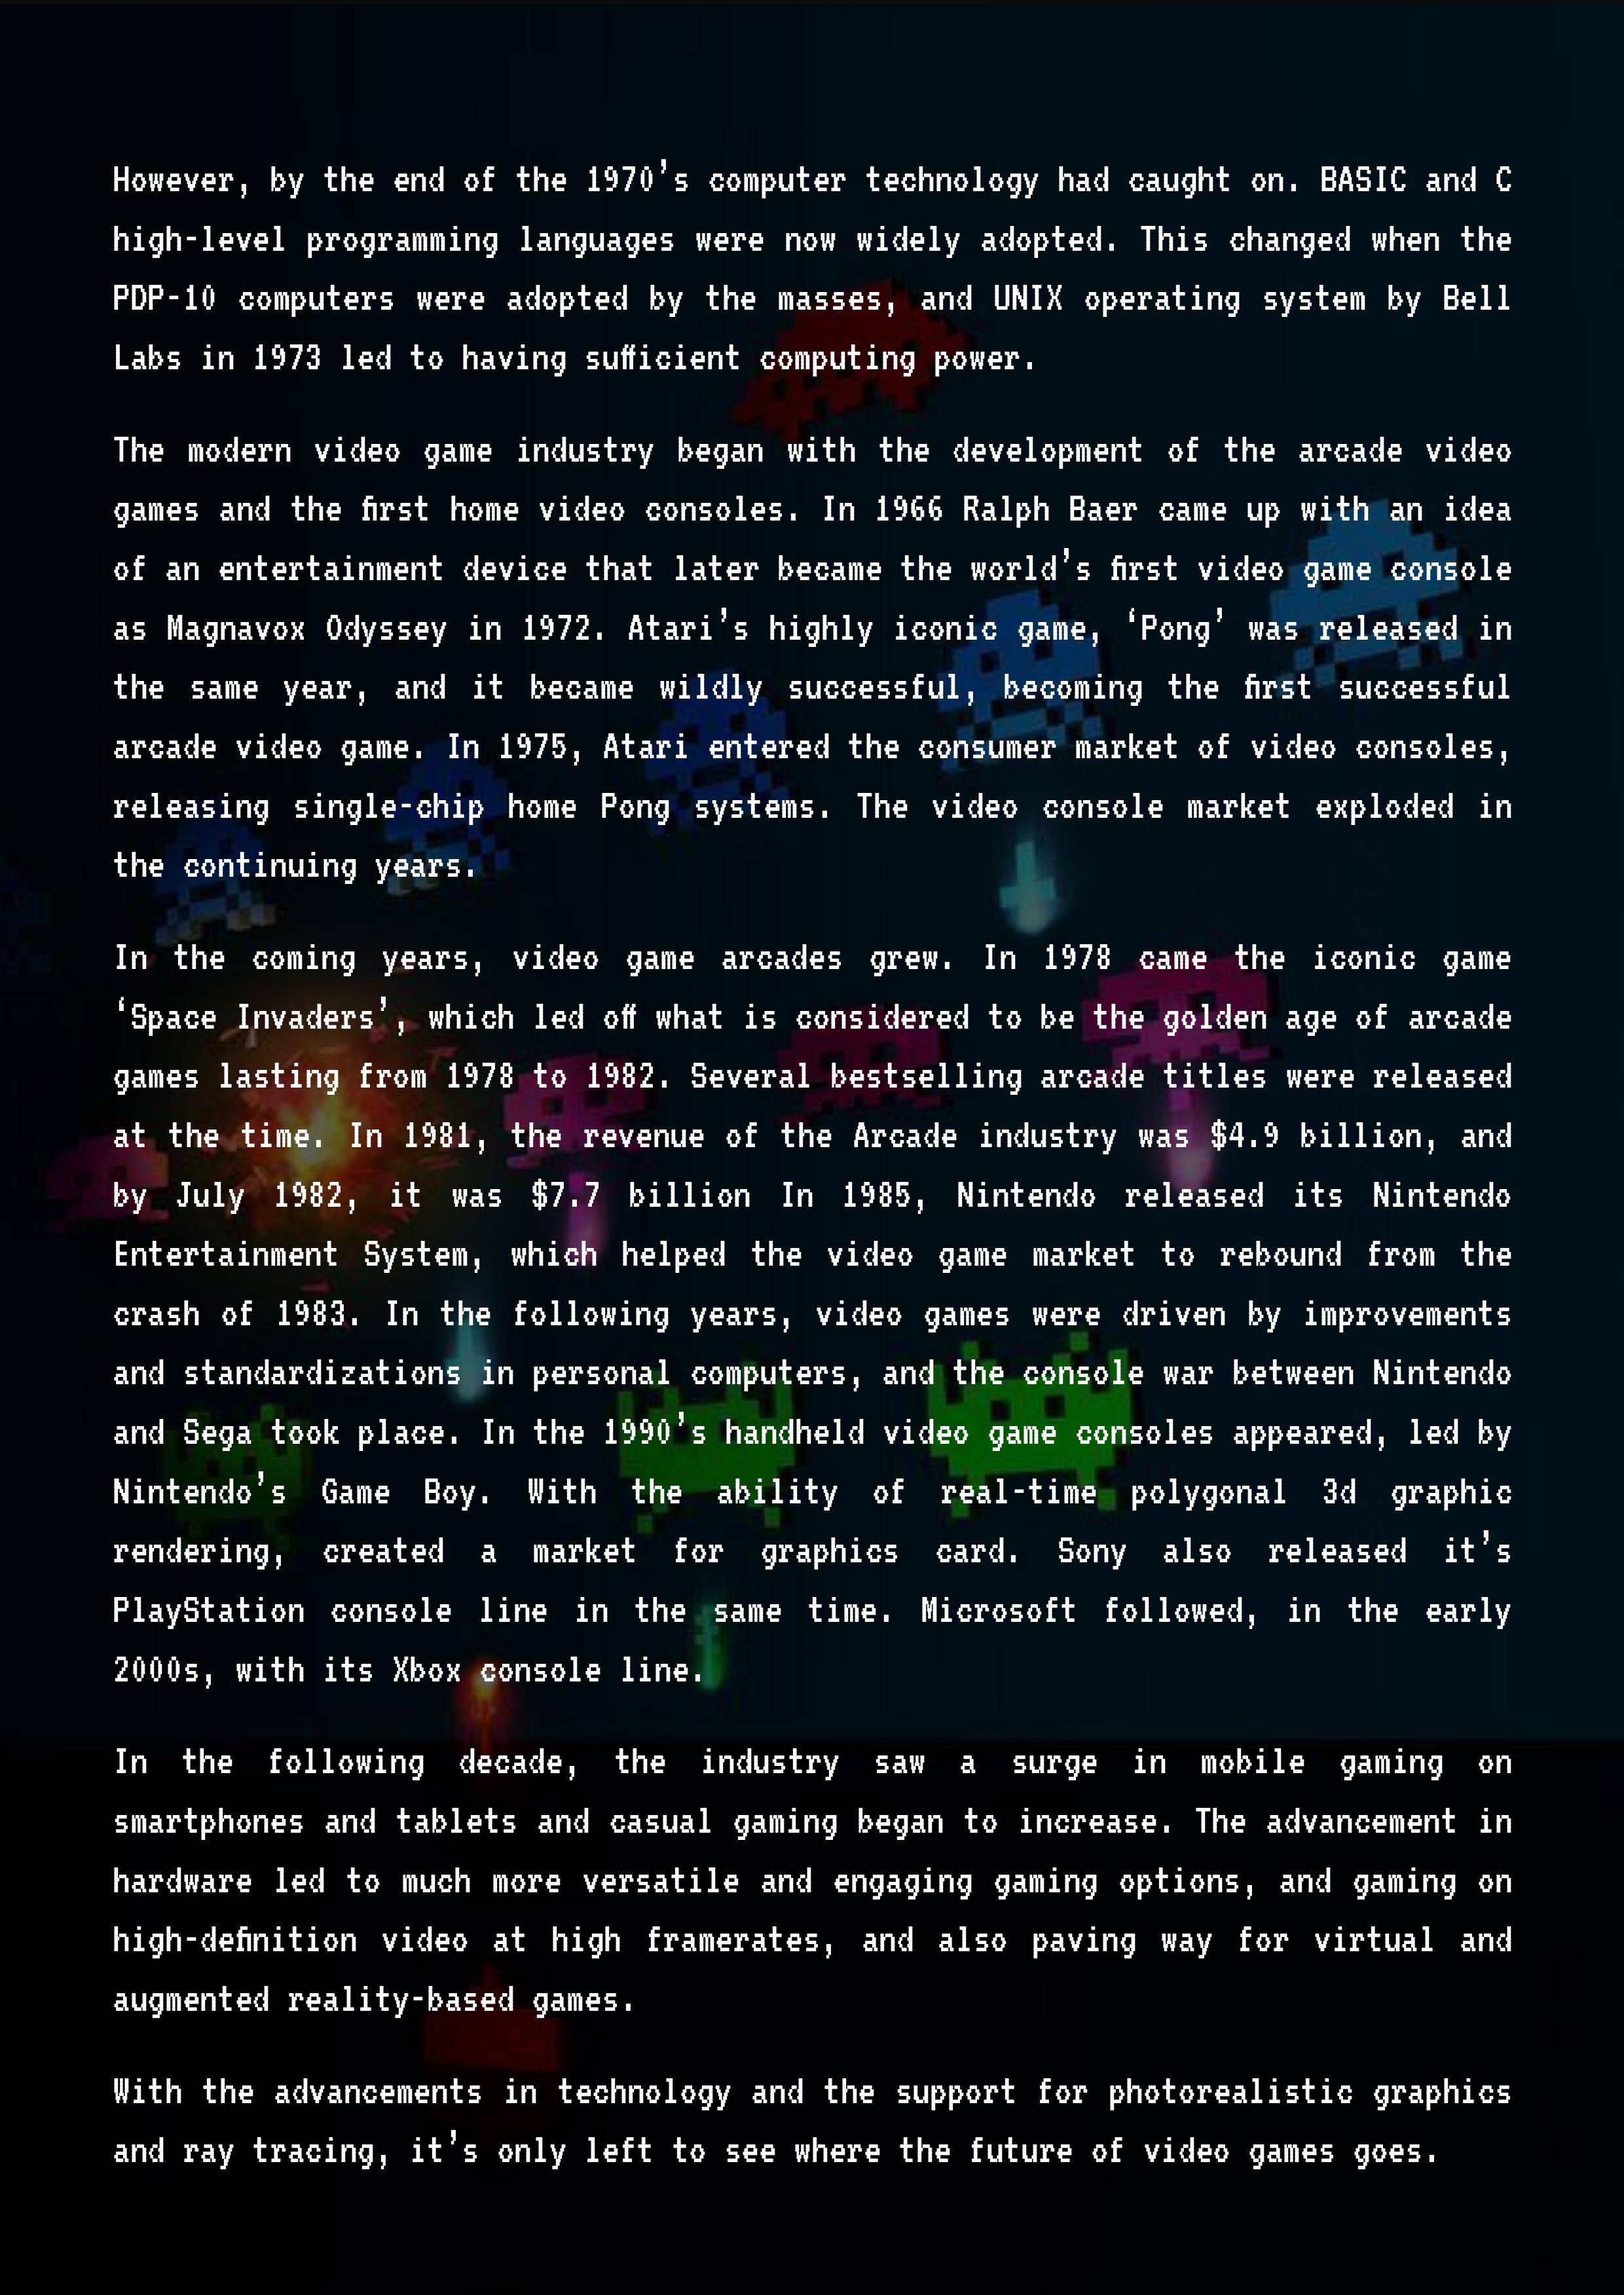 However, by the end of the 1970's computer technology had caught on. BASIC and C
high-level programming languages were now widely adopted. This changed when the
PDP-10 computers were adopted by the masses, and UNIX operating system by Bell
Labs in 1973 led to having sufficient computing power.
The modern video game industry began with the development of the arcade video
games and the first home video consoles. In 1966 Ralph Baer came up with an idea
of an entertainment device that later became the world's first video game console
as Magnavox Odyssey in 1972. Atari's highly iconic game, ‘Pong’ was released in
the same year, and it became wildly successful, becoming the first successful
arcade video game. In 1975, Atari entered the consumer market of video consoles,
releasing single-chip home Pong systems. The video console market exploded in
the continuing years.
In the coming years, video game arcades grew. In 1978 came the iconic game
‘Space Invaders’, which led off what is considered to be the golden age of arcade
games lasting from 1978 to 1982. Several bestselling arcade titles were released
at the time. In 1981, the revenue of the Arcade industry was $4.9 billion, and
by July 1982, it was $7.7 billion In 1985, Nintendo released its Nintendo
Entertainment System, which helped the video game market to rebound from the
crash of 1983. In the following years, video games were driven by improvements
and standardizations in personal computers, and the console war between Nintendo
and Sega took place. In the 1990's handheld video game consoles appeared, led by
Nintendo's Game Boy. With the ability of real-time polygonal 3d graphic
rendering, created a market for graphics card. Sony also released it's
PlayStation console line in the same time. Microsoft followed, in the early
2000s, with its Xbox console line.
In the following decade, the industry saw a surge in mobile gaming on
smartphones and tablets and casual gaming began to increase. The advancement in
hardware led to much more versatile and engaging gaming options, and gaming on
high-definition video at high framerates, and also paving way for virtual and
augmented reality-based games.
With the advancements in technology and the support for photorealistic graphics
and ray tracing, it's only left to see where the future of video games goes.